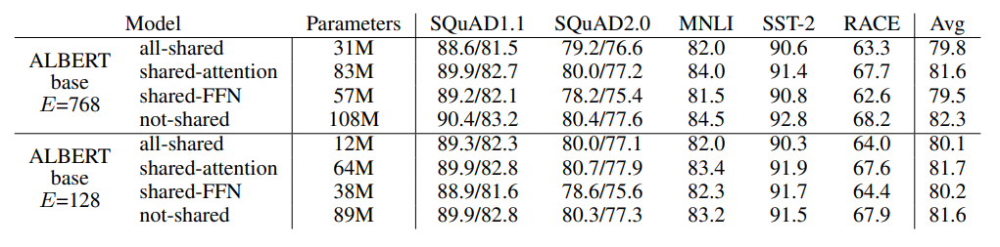 Model Parameters SQuAD1.1 SQuAD2.0 MNLI SST-2 RACE Avg
ALBERT base E=768
all-shared 31M 88.6/81.5 79.2/76.6 82.0 90.6 63.3 79.8
shared-attention 83M 89.9/82.7 80.0/77.2 84.0 91.4 67.7 81.6
shared-FFN 57M 89.2/82.1 78.2/75.4 81.5 90.8 62.6 79.5
not-shared 108M 90.4/83.2 80.4/77.6 84.5 92.8 68.2 82.3
ALBERT base E=128
all-shared 12M 89.3/82.3 80.0/77.1 82.0 90.3 64.0 80.1
shared-attention 64M 89.9/82.8 80.7/77.9 83.4 91.9 67.6 81.7
shared-FFN 38M 88.9/81.6 78.6/75.6 82.3 91.7 64.4 80.2
not-shared 89M 89.9/82.8 80.3/77.3 83.2 91.5 67.9 81.6